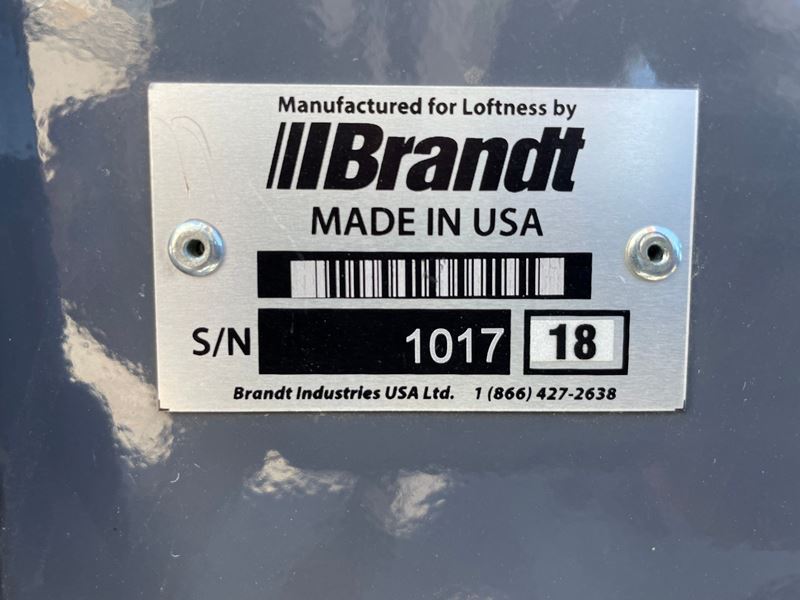 Manufactured for Loftness by
Brandt
MADE IN USA
S/N 1017 18
Brandt Industries USA Ltd. 1 (866) 427-2638